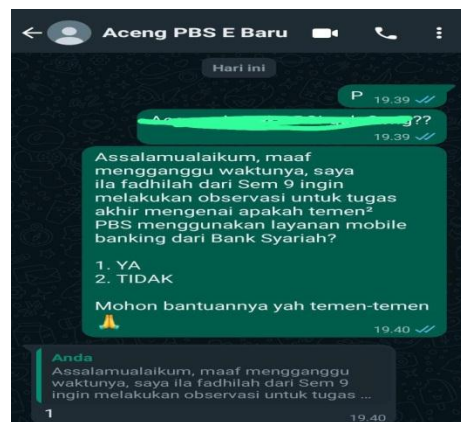 Aceng PBS E Baru
Hari ini
P 19.39
??
19.39
Assalamualaikum, maaf
mengganggu waktunya, saya
ila fadhilah dari Sem 9 ingin
melakukan observasi untuk tugas
akhir mengenai apakah temen²
PBS menggunakan layanan mobile
banking dari Bank Syariah?
1. YA
2. TIDAK
Mohon bantuannya yah temen-temen
🙏 19.40
Anda
Assalamualaikum, maaf mengganggu
waktunya, saya ila fadhilah dari Sem 9
ingin melakukan observasi untuk tugas ...
1 19.40